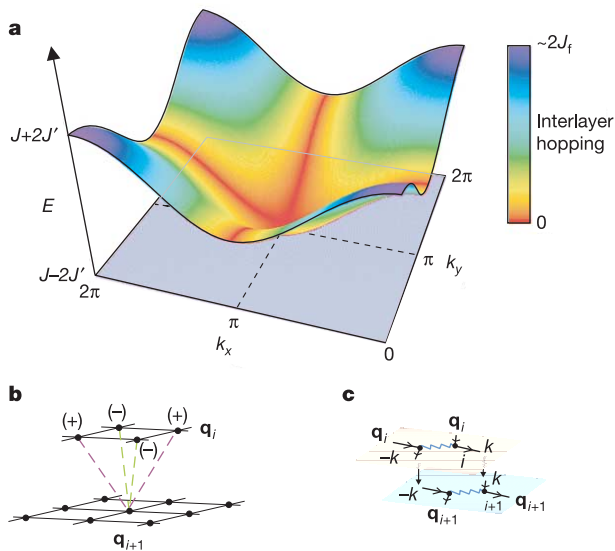 a
~2J_f
J+2J'
Interlayer
hopping
E
2π
0
π
k_y
J–2J'
2π
π
k_x
0
b
c
(+) (–) (+)
q_i
(–)
q_i+1
q_i
q_i
k
–k
i
–k
k
i+1
q_i+1
q_i+1